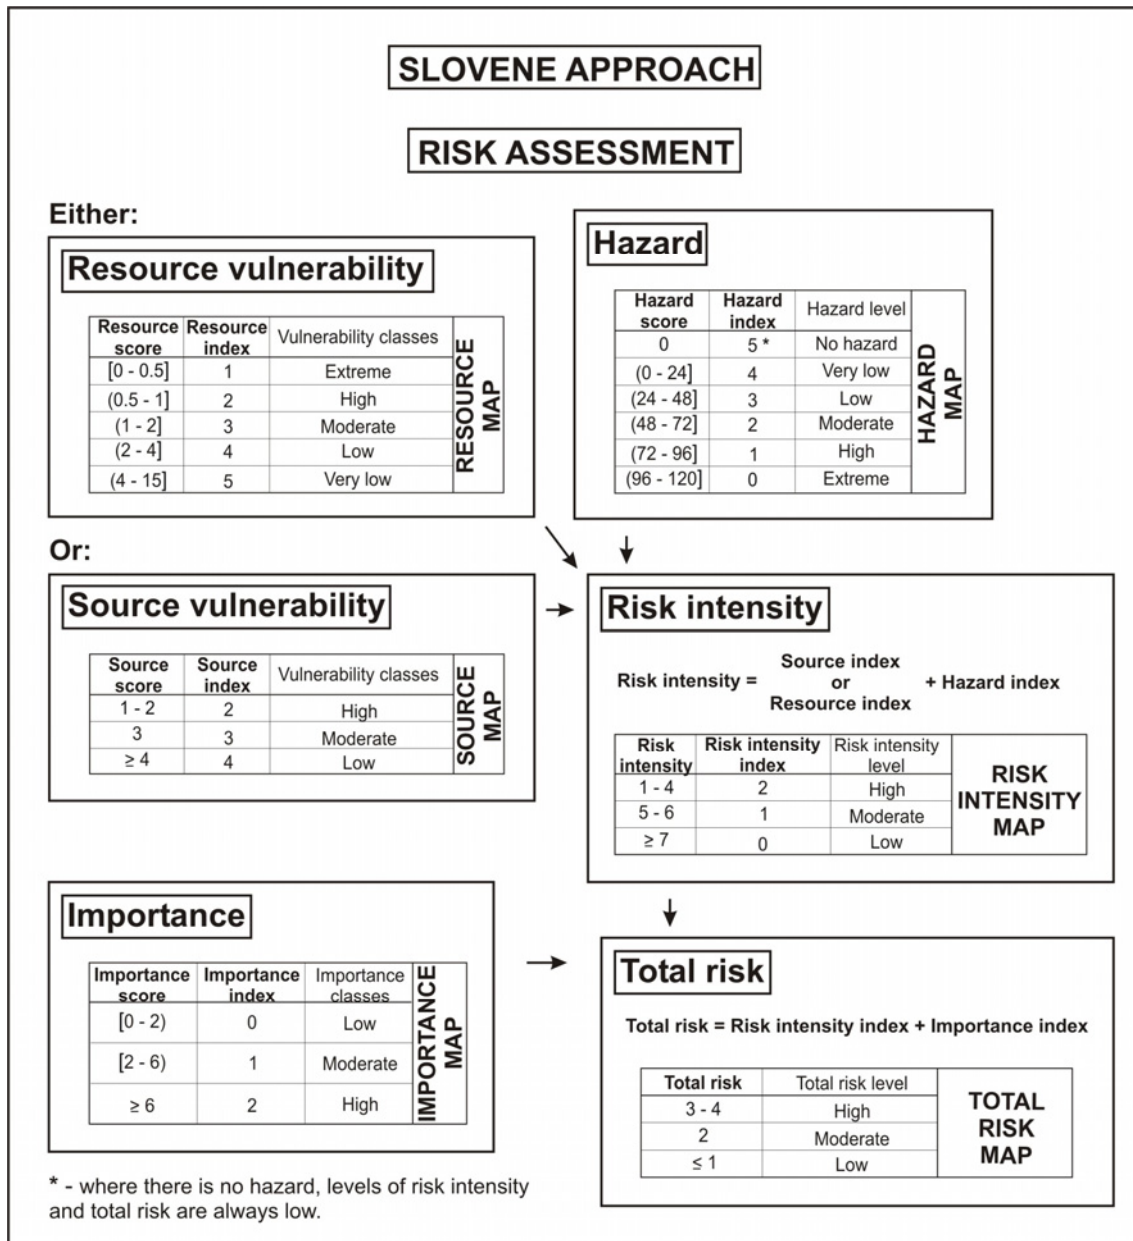 SLOVENE APPROACH
RISK ASSESSMENT
Either:
Resource vulnerability
Resource score Resource index Vulnerability classes
[0 - 0.5] 1 Extreme
(0.5 - 1] 2 High
(1 - 2] 3 Moderate
(2 - 4] 4 Low
(4 - 15] 5 Very low
RESOURCE MAP
Hazard
Hazard score Hazard index Hazard level
0 5 * No hazard
(0 - 24] 4 Very low
(24 - 48] 3 Low
(48 - 72] 2 Moderate
(72 - 96] 1 High
(96 - 120] 0 Extreme
HAZARD MAP
Or:
Source vulnerability
Source score Source index Vulnerability classes
1 - 2 2 High
3 3 Moderate
≥ 4 4 Low
SOURCE MAP
Risk intensity
Source index
Risk intensity = or + Hazard index
Resource index
Risk intensity Risk intensity index Risk intensity level
1 - 4 2 High
5 - 6 1 Moderate
≥ 7 0 Low
RISK INTENSITY MAP
Importance
Importance score Importance index Importance classes
[0 - 2) 0 Low
[2 - 6) 1 Moderate
≥ 6 2 High
IMPORTANCE MAP
Total risk
Total risk = Risk intensity index + Importance index
Total risk Total risk level
3 - 4 High
2 Moderate
≤ 1 Low
TOTAL RISK MAP
* - where there is no hazard, levels of risk intensity
and total risk are always low.